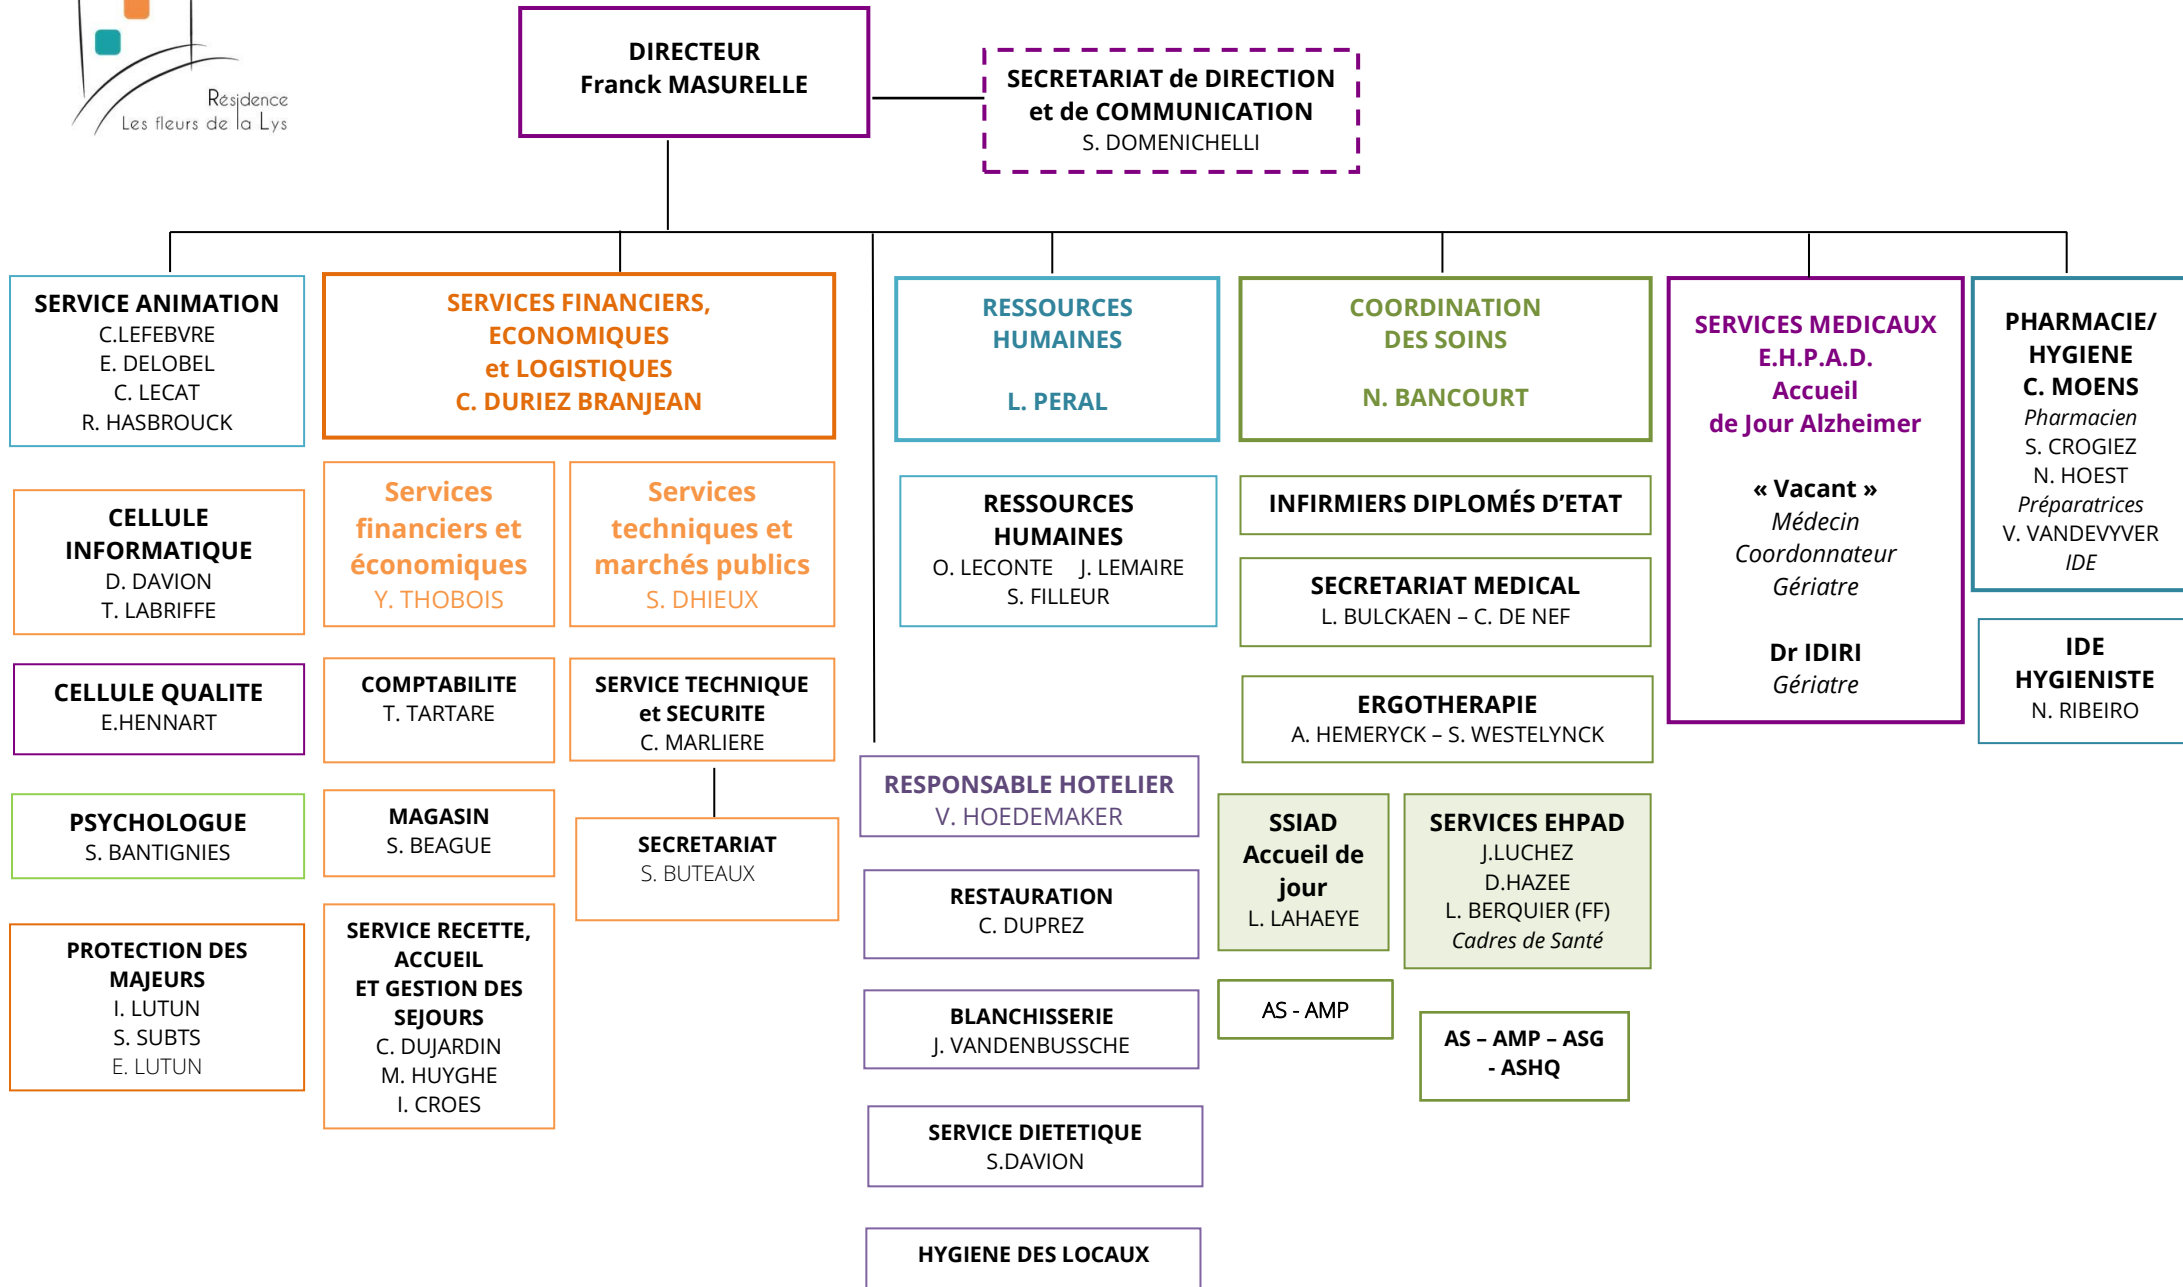 Résidence
Les fleurs de la Lys
DIRECTEUR
Franck MASURELLE
SECRETARIAT de DIRECTION
et de COMMUNICATION
S. DOMENICHELLI
SERVICE ANIMATION
C.LEFEBVRE
E. DELOBEL
C. LECAT
R. HASBROUCK
CELLULE
INFORMATIQUE
D. DAVION
T. LABRIFFE
CELLULE QUALITE
E.HENNART
PSYCHOLOGUE
S. BANTIGNIES
PROTECTION DES
MAJEURS
I. LUTUN
S. SUBTS
E. LUTUN
SERVICES FINANCIERS,
ECONOMIQUES
et LOGISTIQUES
C. DURIEZ BRANJEAN
Services
financiers et
économiques
Y. THOBOIS
COMPTABILITE
T. TARTARE
MAGASIN
S. BEAGUE
SERVICE RECETTE,
ACCUEIL
ET GESTION DES
SEJOURS
C. DUJARDIN
M. HUYGHE
I. CROES
Services
techniques et
marchés publics
S. DHIEUX
SERVICE TECHNIQUE
et SECURITE
C. MARLIERE
SECRETARIAT
S. BUTEAUX
RESPONSABLE HOTELIER
V. HOEDEMAKER
RESTAURATION
C. DUPREZ
BLANCHISSERIE
J. VANDENBUSSCHE
SERVICE DIETETIQUE
S.DAVION
HYGIENE DES LOCAUX
RESSOURCES
HUMAINES
L. PERAL
RESSOURCES
HUMAINES
O. LECONTE J. LEMAIRE
S. FILLEUR
COORDINATION
DES SOINS
N. BANCOURT
INFIRMIERS DIPLOMÉS D’ETAT
SECRETARIAT MEDICAL
L. BULCKAEN – C. DE NEF
ERGOTHERAPIE
A. HEMERYCK – S. WESTELYNCK
SSIAD
Accueil de
jour
L. LAHAEYE
AS - AMP
SERVICES EHPAD
J.LUCHEZ
D.HAZEE
L. BERQUIER (FF)
Cadres de Santé
AS – AMP – ASG
- ASHQ
SERVICES MEDICAUX
E.H.P.A.D.
Accueil
de Jour Alzheimer
« Vacant »
Médecin
Coordonnateur
Gériatre
Dr IDIRI
Gériatre
PHARMACIE/
HYGIENE
C. MOENS
Pharmacien
S. CROGIEZ
N. HOEST
Préparatrices
V. VANDEVYVER
IDE
IDE
HYGIENISTE
N. RIBEIRO